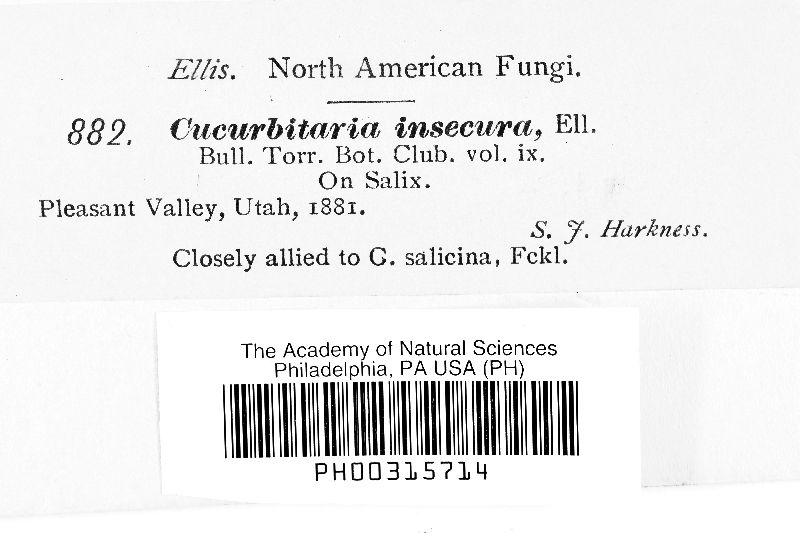 Ellis. North American Fungi.
882. Cucurbitaria insecura, Ell.
Bull. Torr. Bot. Club. vol. ix.
On Salix.
Pleasant Valley, Utah, 1881.
S. J. Harkness.
Closely allied to C. salicina, Fckl.
The Academy of Natural Sciences
Philadelphia, PA USA (PH)
PH00315714